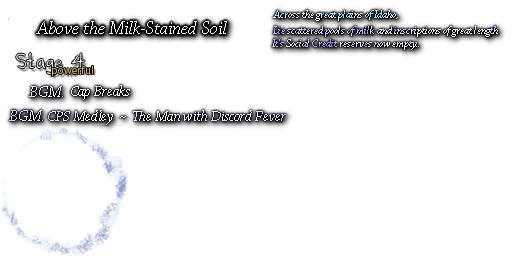 Above the Milk-Stained Soil
Across the great plains of Idaho,
Lie scattered pools of milk and inscriptions of great length
It's Social Credit reserves now empty.
Stage 4
powerful
BGM. Cap Breaks
BGM. CPS Medley ~ The Man with Discord Fever